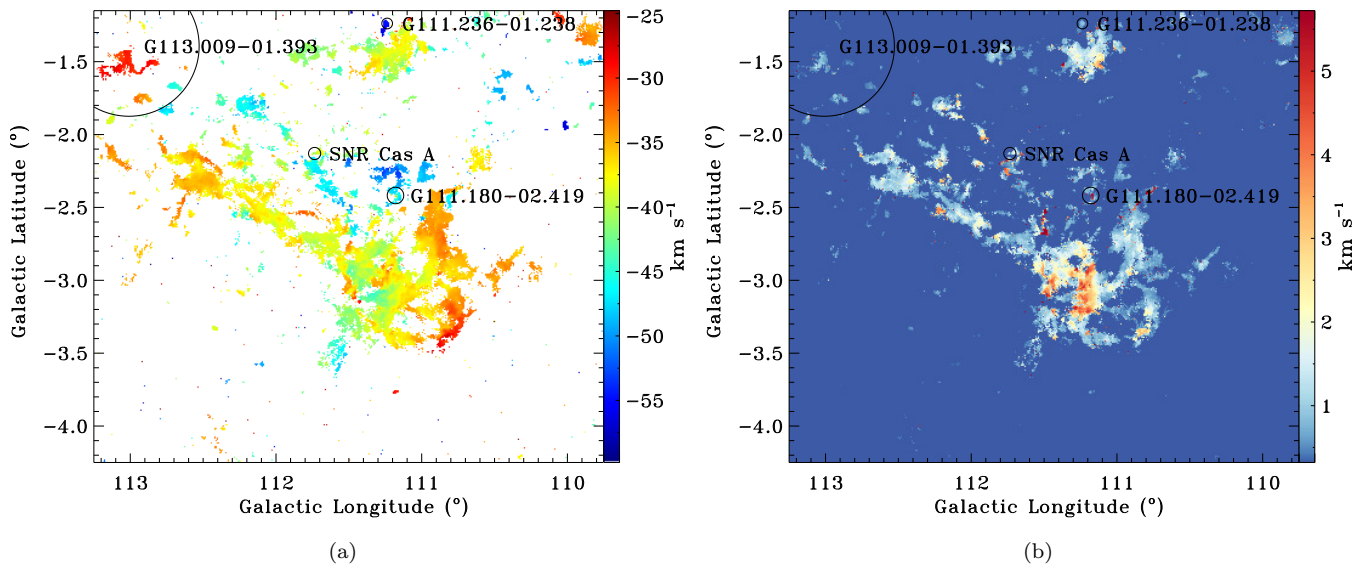 G111.236−01.238
G113.009−01.393
SNR Cas A
G111.180−02.419
−1.5
−2.0
−2.5
−3.0
−3.5
−4.0
Galactic Latitude (°)
113
112
111
110
Galactic Longitude (°)
−25
−30
−35
−40
−45
−50
−55
km s⁻¹
(a)
G111.236−01.238
G113.009−01.393
SNR Cas A
G111.180−02.419
−1.5
−2.0
−2.5
−3.0
−3.5
−4.0
Galactic Latitude (°)
113
112
111
110
Galactic Longitude (°)
5
4
3
2
1
km s⁻¹
(b)